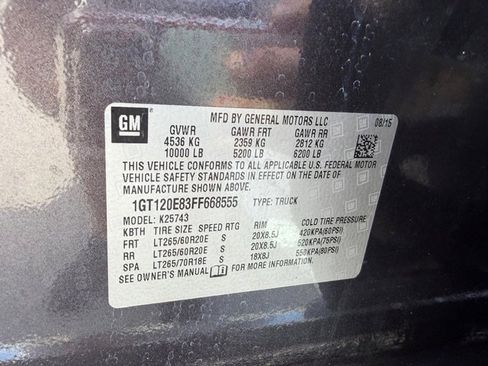 GM
MFD BY GENERAL MOTORS LLC 08/15
GVWR GAWR FRT GAWR RR
4536 KG 2359 KG 2812 KG
10000 LB 5200 LB 6200 LB
THIS VEHICLE CONFORMS TO ALL APPLICABLE U.S. FEDERAL MOTOR
VEHICLE SAFETY STANDARDS IN EFFECT ON THE DATE OF
MANUFACTURE SHOWN ABOVE.
1GT120E83FF668555 TYPE: TRUCK
MODEL: K25743
KBTH TIRE SIZE SPEED RTG RIM COLD TIRE PRESSURE
FRT LT265/60R20E S 20X8.5J 420KPA(60PSI)
RR LT265/60R20E S 20X8.5J 520KPA(75PSI)
SPA LT265/70R18E S 18X8J 550KPA(80PSI)
SEE OWNER'S MANUAL FOR MORE INFORMATION.